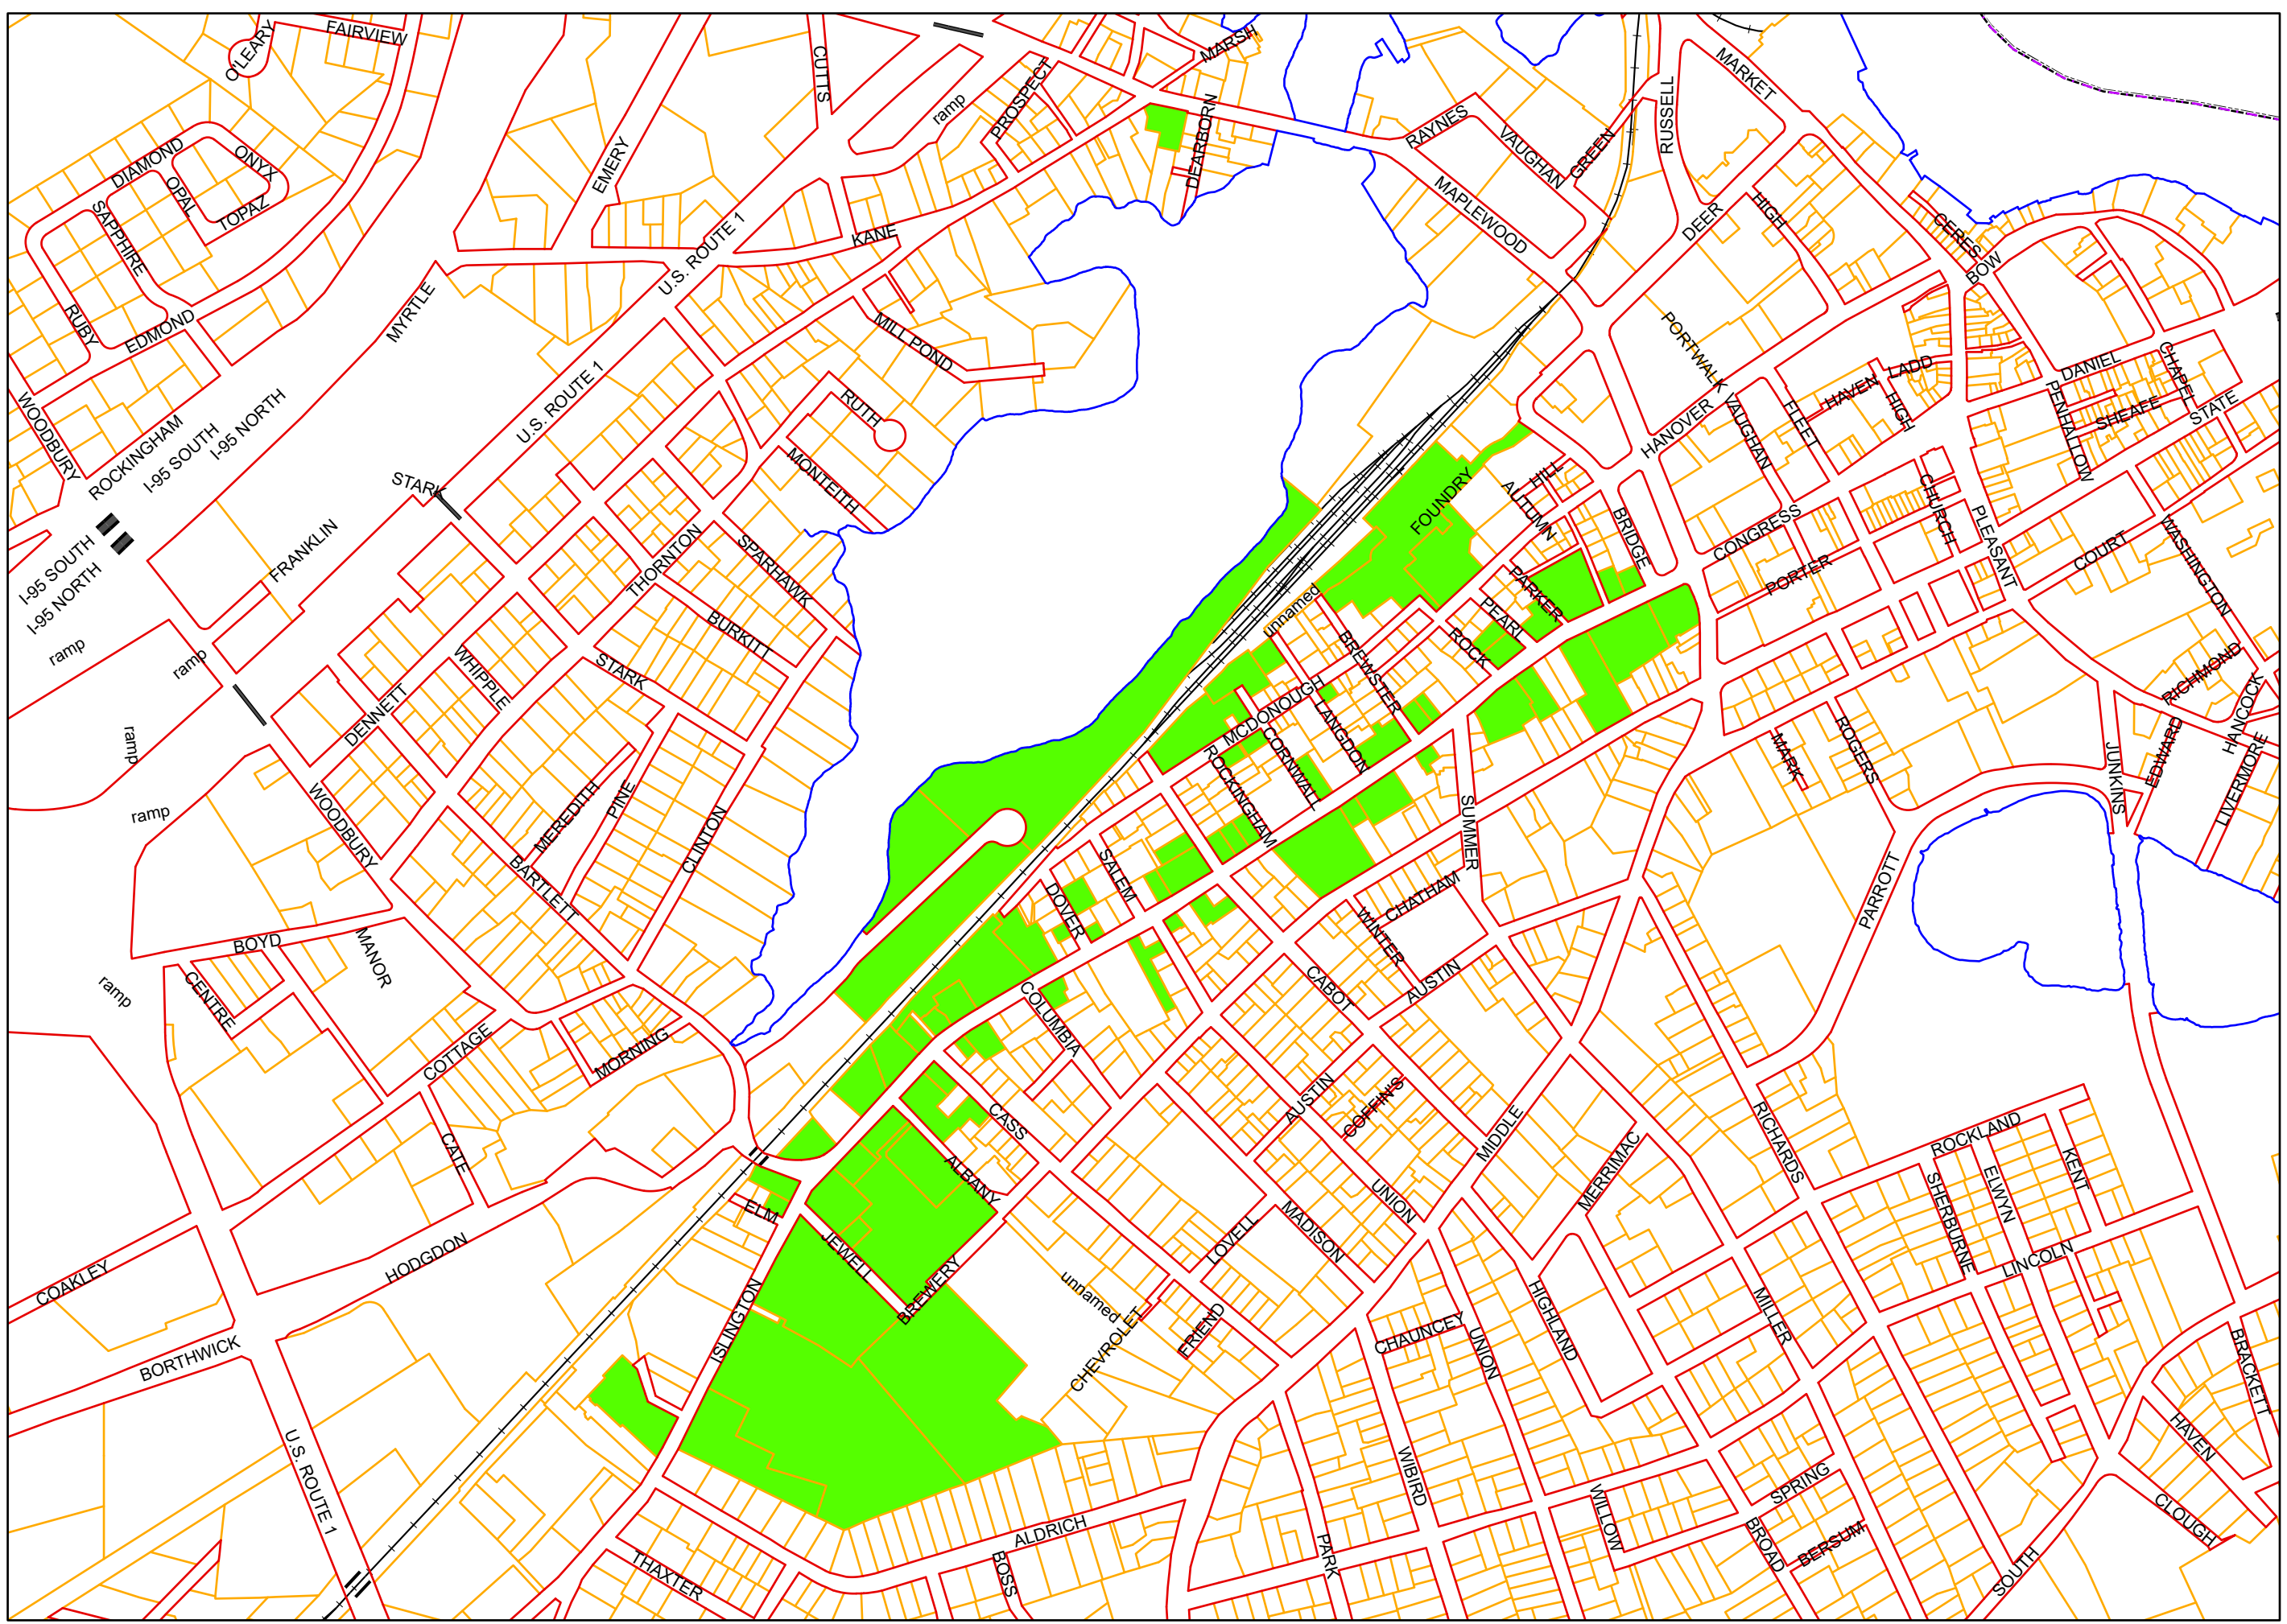 O'LEARY
FAIRVIEW
CUTTS
MARSH
PROSPECT
ramp
DEARBORN
RAYNES
VAUGHAN
GREEN
RUSSELL
MARKET
DIAMOND
ONYX
OPAL
TOPAZ
SAPPHIRE
RUBY
EDMOND
EMERY
MYRTLE
U.S. ROUTE 1
KANE
MAPLEWOOD
DEER
HIGH
CERES
BOW
MILL POND
U.S. ROUTE 1
RUTH
MONTEITH
PORTWALK
HANOVER
VAUGHAN
FLEET
HAVEN
HIGH
LADD
DANIEL
CHAPEL
PENHALLOW
SHEAFE
STATE
WOODBURY
ROCKINGHAM
I-95 SOUTH
I-95 NORTH
STARK
FRANKLIN
I-95 SOUTH
I-95 NORTH
ramp
ramp
THORNTON
SPARHAWK
BURKITT
FOUNDRY
HILL
AUTUMN
BRIDGE
CONGRESS
PORTER
CHURCH
PLEASANT
COURT
WASHINGTON
unnamed
PARKER
PEARL
ROCK
BREWSTER
WHIPPLE
STARK
DENNETT
MCDONOUGH
LANGDON
CORNWALL
ROCKINGHAM
RICHMOND
HANCOCK
EDWARD
LIVERMORE
JUNKINS
ROGERS
MARK
ramp
ramp
WOODBURY
MEREDITH
PINE
CLINTON
BARTLETT
SUMMER
SALEM
DOVER
CHATHAM
WINTER
PARROTT
BOYD
MANOR
CENTRE
ramp
COLUMBIA
CABOT
AUSTIN
COTTAGE
MORNING
CATE
CASS
ALBANY
AUSTIN
COFFIN'S
MIDDLE
MERRIMAC
RICHARDS
ROCKLAND
KENT
ELWYN
SHERBURNE
LINCOLN
ELM
JEWELL
BREWERY
ISLINGTON
unnamed
CHEVROLET
LOVELL
MADISON
UNION
FRIEND
COAKLEY
HODGDON
BORTHWICK
U.S. ROUTE 1
CHAUNCEY
UNION
HIGHLAND
MILLER
BRACKETT
HAVEN
WIBIRD
WILLOW
SPRING
BROAD
BERSUM
CLOUGH
SOUTH
PARK
ALDRICH
BOSS
THAXTER